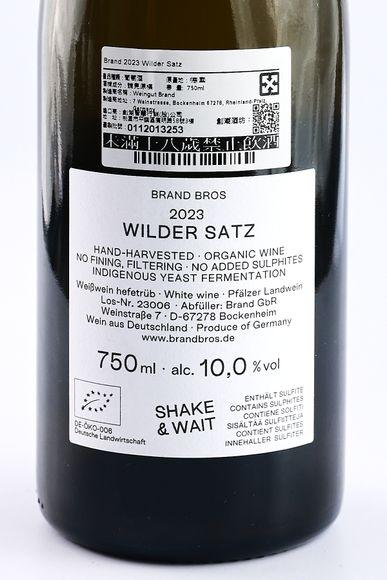 Brand 2023 Wilder Satz
750ml
: Weingut Brand
: 7 Weinstrasse, Bockenheim 67278, Rheinland-Pfalz,
Germany
0112013253
未滿十八歲禁止飲酒
BRAND BROS
2023
WILDER SATZ
HAND-HARVESTED · ORGANIC WINE
NO FINING, FILTERING · NO ADDED SULPHITES
INDIGENOUS YEAST FERMENTATION
Weißwein hefetrüb · White wine · Pfälzer Landwein
Los-Nr. 23006 · Abfüller: Brand GbR
Weinstraße 7 · D-67278 Bockenheim
Wein aus Deutschland · Produce of Germany
www.brandbros.de
750 ml · alc. 10,0 % vol
DE-ÖKO-006
Deutsche Landwirtschaft
SHAKE
& WAIT
ENTHÄLT SULFITE
CONTAINS SULPHITES
CONTIENE SOLFITI
SISÄLTÄÄ SULFIITTEJA
CONTIENT SULFITES
INNEHALLER SULFITER